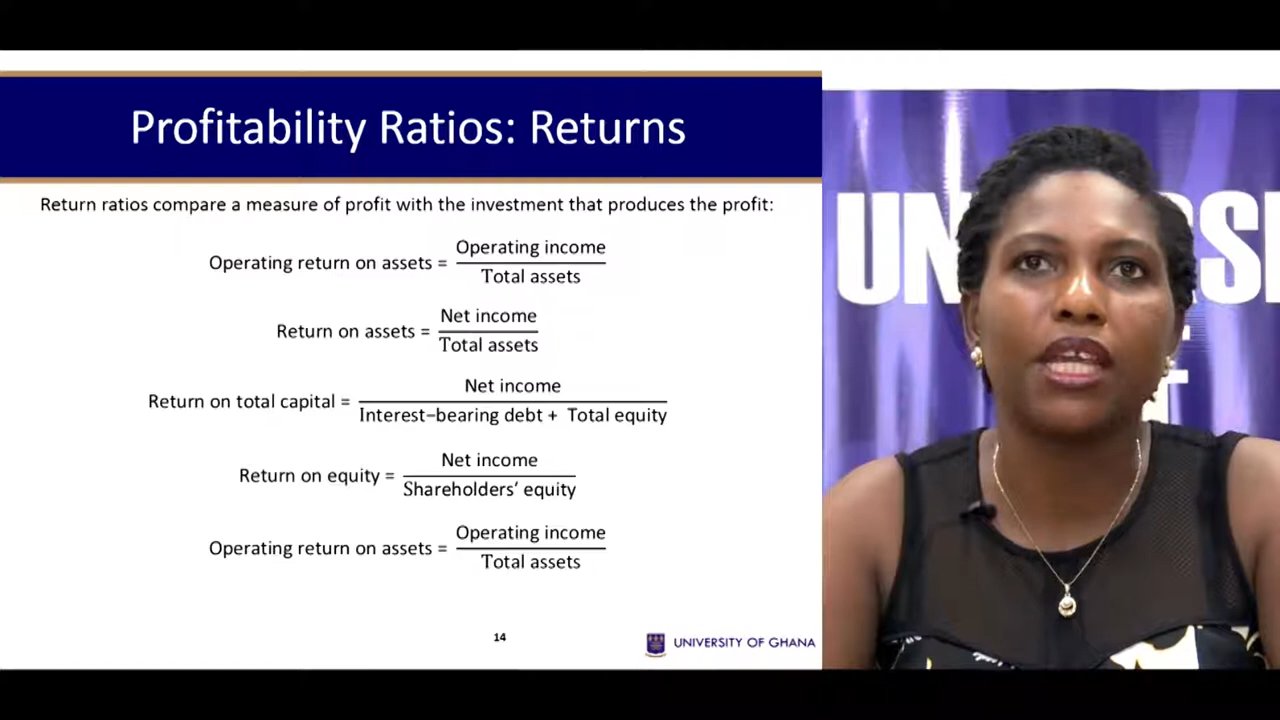 Profitability Ratios: Returns
Return ratios compare a measure of profit with the investment that produces the profit:
Operating return on assets = Operating income
Total assets
Return on assets = Net income
Total assets
Return on total capital = Net income
Interest−bearing debt + Total equity
Return on equity = Net income
Shareholders’ equity
Operating return on assets = Operating income
Total assets
14
UNIVERSITY OF GHANA